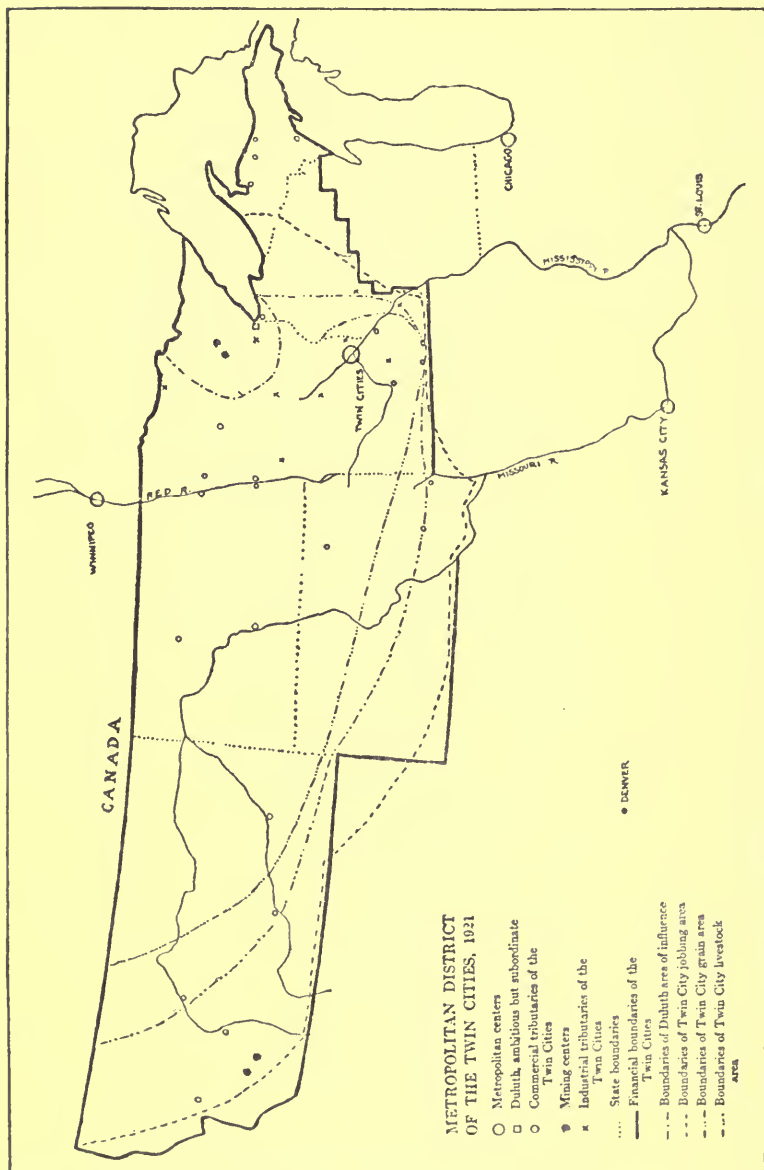 CANADA
WINNIPEG
RED R.
TWIN CITIES
CHICAGO
MISSISSIPPI R
ST. LOUIS
MISSOURI R
KANSAS CITY
DENVER
METROPOLITAN DISTRICT
OF THE TWIN CITIES, 1921
Metropolitan centers
Duluth, ambitious but subordinate
Commercial tributaries of the
Twin Cities
Mining centers
Industrial tributaries of the
Twin Cities
State boundaries
Financial boundaries of the
Twin Cities
Boundaries of Duluth area of influence
Boundaries of Twin City jobbing area
Boundaries of Twin City grain area
Boundaries of Twin City livestock
area